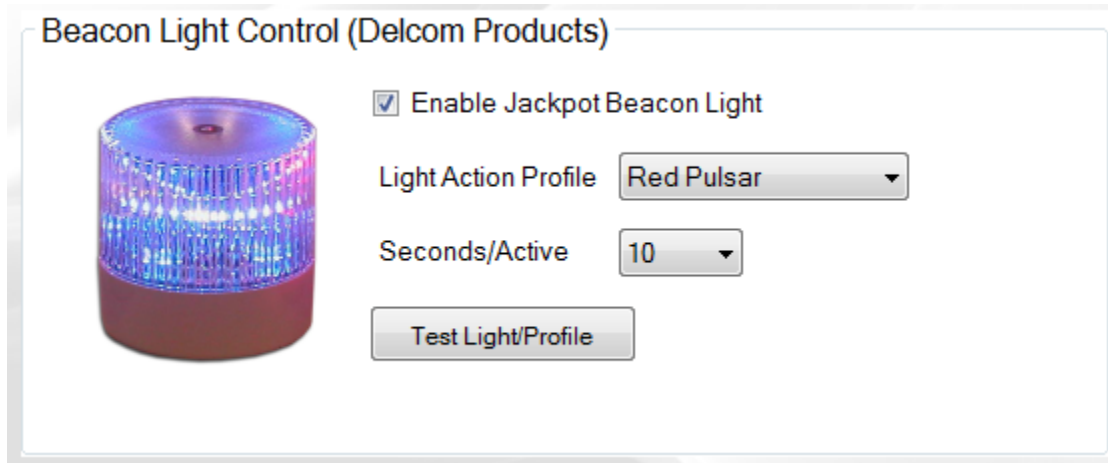 Beacon Light Control (Delcom Products)
Enable Jackpot Beacon Light
Light Action Profile Red Pulsar
Seconds/Active 10
Test Light/Profile